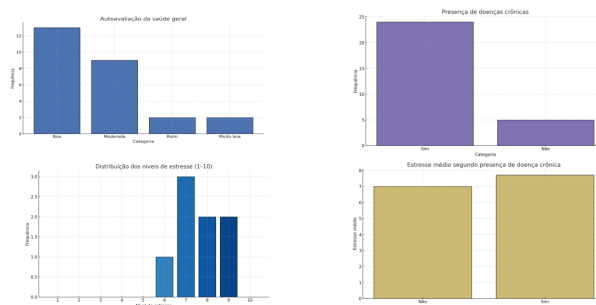 Autoavaliação da saúde geral
Frequência
12
10
8
6
4
2
0
Boa
Moderada
Ruim
Muito boa
Categoria
Presença de doenças crônicas
Frequência
25
20
15
10
5
0
Sim
Não
Categoria
Distribuição dos níveis de estresse (1–10)
Frequência
3.0
2.5
2.0
1.5
1.0
0.5
0.0
1 2 3 4 5 6 7 8 9 10
Estresse médio segundo presença de doença crônica
Estresse médio
8
7
6
5
4
3
2
1
0
Não
Sim